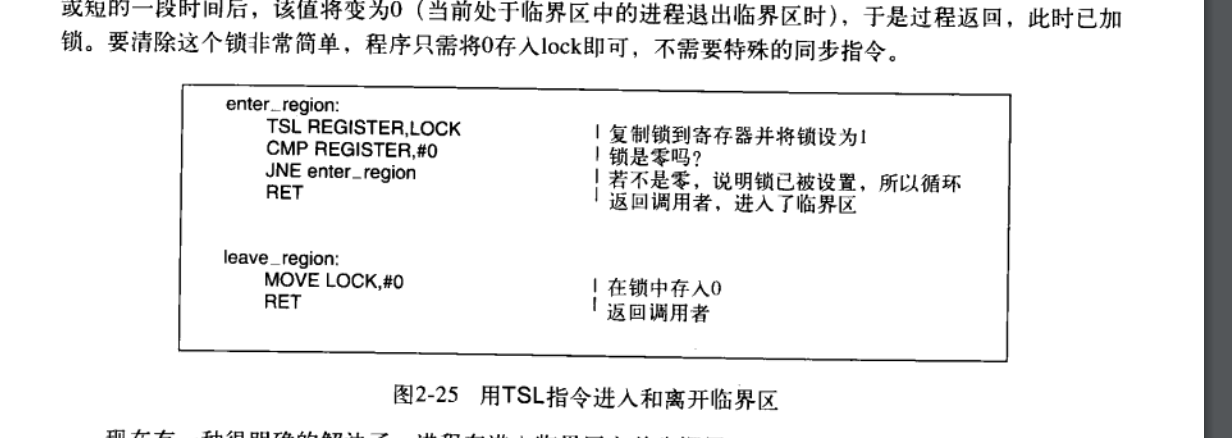 或短的一段时间后，该值将变为0（当前处于临界区中的进程退出临界区时），于是过程返回，此时已加
锁。要清除这个锁非常简单，程序只需将0存入lock即可，不需要特殊的同步指令。
enter_region:
TSL REGISTER,LOCK | 复制锁到寄存器并将锁设为1
CMP REGISTER,#0 | 锁是零吗?
JNE enter_region | 若不是零，说明锁已被设置，所以循环
RET | 返回调用者，进入了临界区
leave_region:
MOVE LOCK,#0 | 在锁中存入0
RET | 返回调用者
图2-25 用TSL指令进入和离开临界区